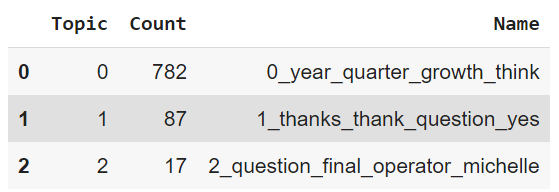 Topic Count Name
0 0 782 0_year_quarter_growth_think
1 1 87 1_thanks_thank_question_yes
2 2 17 2_question_final_operator_michelle